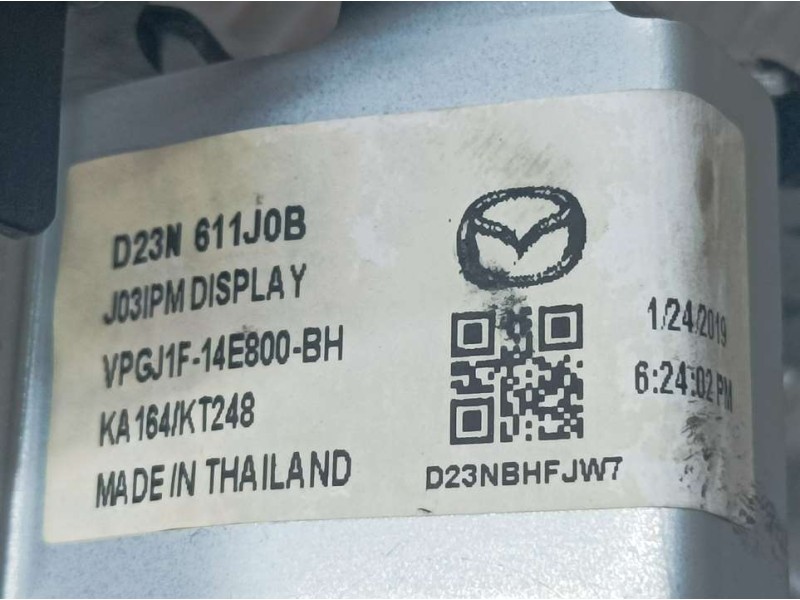 D23N 611J0B
J03IPM DISPLAY
VPGJ1F-14E800-BH
KA164/KT248
MADE IN THAILAND
D23NBHFJW7
1/24/2019
6:24:02 PM